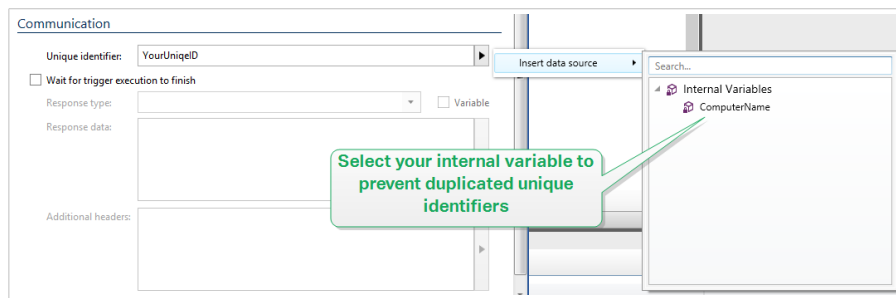 Communication
Unique identifier: YourUniqeID
Insert data source
Search...
Wait for trigger execution to finish
Internal Variables
Response type:
Variable
ComputerName
Response data:
Select your internal variable to
prevent duplicated unique
identifiers
Additional headers: